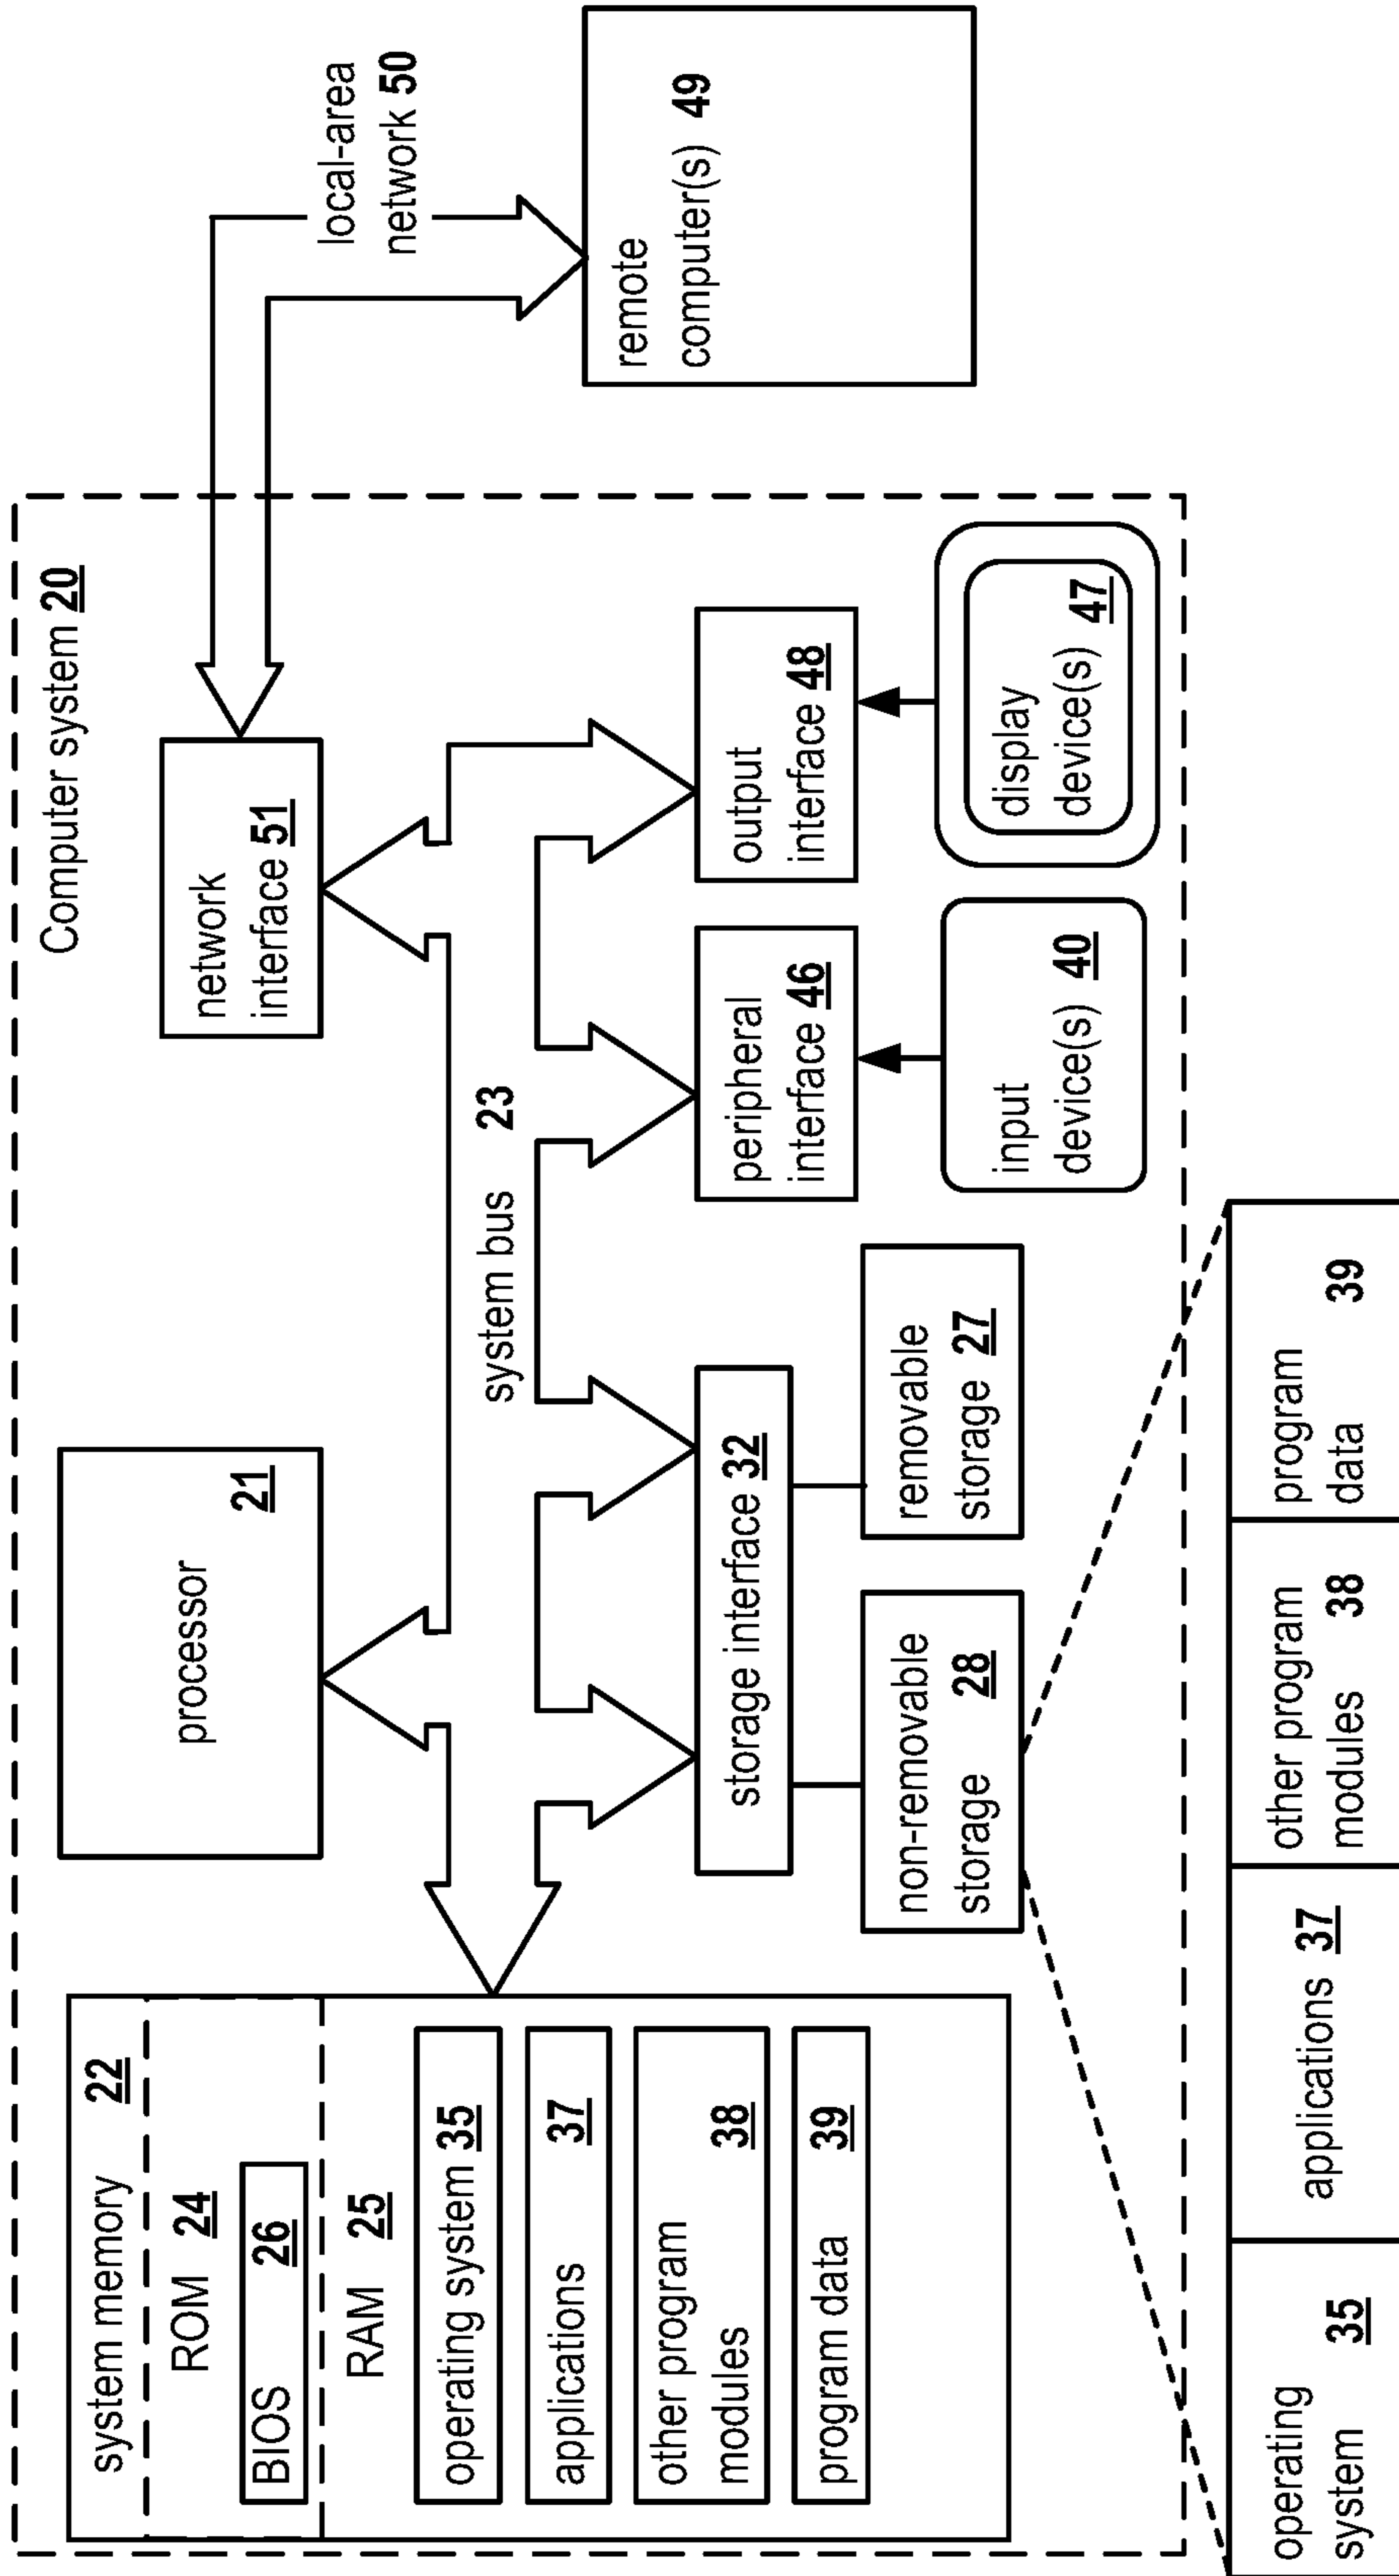 Computer system 20
system memory 22
ROM 24
BIOS 26
RAM 25
operating system 35
applications 37
other program
modules 38
program data 39
processor
21
network
interface 51
local-area
network 50
system bus 23
storage interface 32
non-removable
storage 28
removable
storage 27
peripheral
interface 46
output
interface 48
input
device(s) 40
display
device(s) 47
remote
computer(s) 49
operating
system 35
applications 37
other program
modules 38
program
data 39